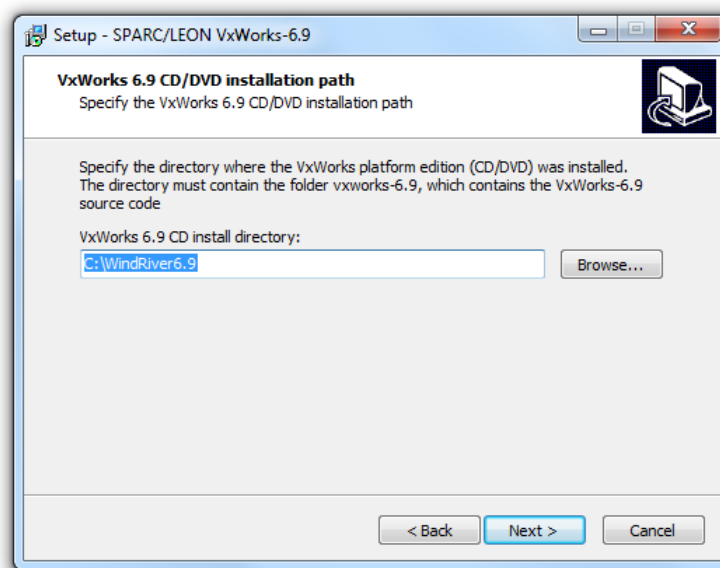 Setup - SPARC/LEON VxWorks-6.9
VxWorks 6.9 CD/DVD installation path
Specify the VxWorks 6.9 CD/DVD installation path
Specify the directory where the VxWorks platform edition (CD/DVD) was installed.
The directory must contain the folder vxworks-6.9, which contains the VxWorks-6.9
source code
VxWorks 6.9 CD install directory:
C:\WindRiver6.9
Browse...
< Back
Next >
Cancel